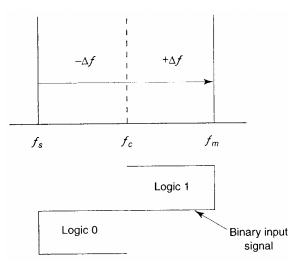 −Δf +Δf
f_s f_c f_m
Logic 1
Logic 0
Binary input
signal